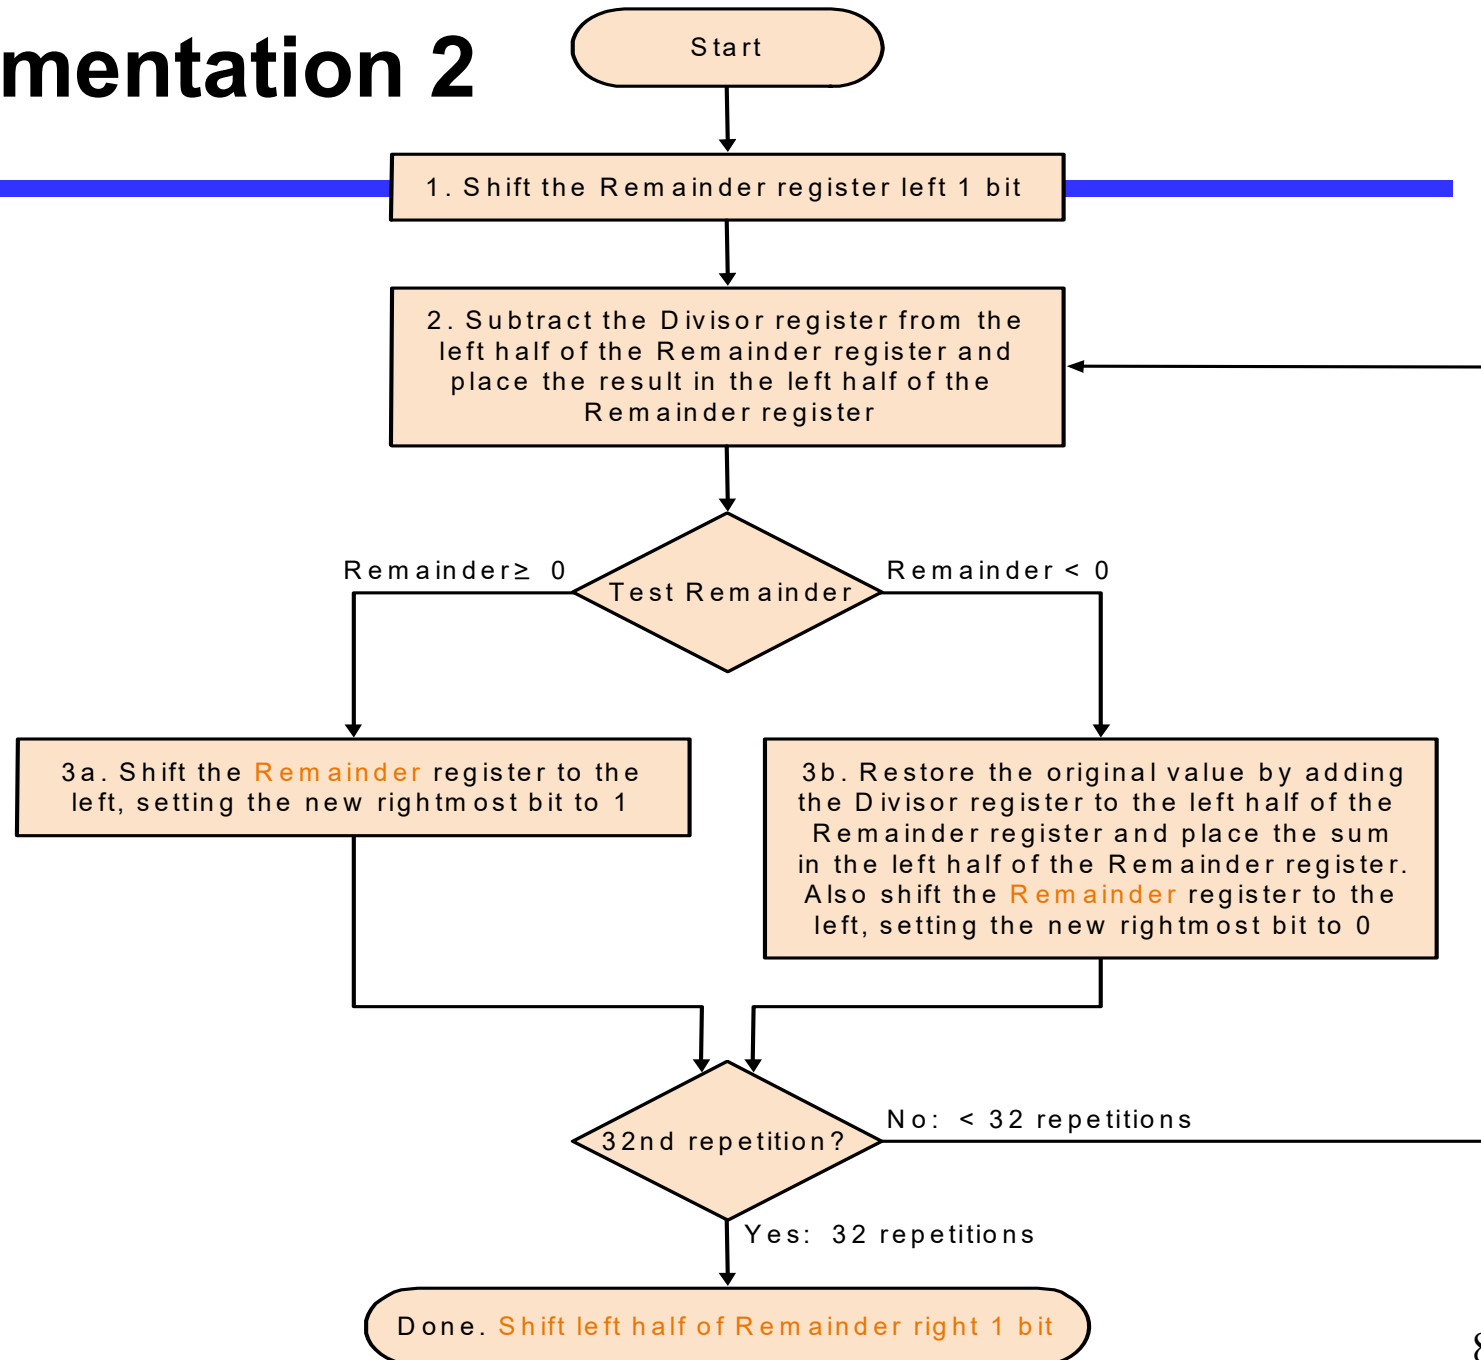 mentation 2
Start
1. Shift the Remainder register left 1 bit
2. Subtract the Divisor register from the
left half of the Remainder register and
place the result in the left half of the
Remainder register
Remainder ≥ 0
Test Remainder
Remainder < 0
3a. Shift the Remainder register to the
left, setting the new rightmost bit to 1
3b. Restore the original value by adding
the Divisor register to the left half of the
Remainder register and place the sum
in the left half of the Remainder register.
Also shift the Remainder register to the
left, setting the new rightmost bit to 0
32nd repetition?
No: < 32 repetitions
Yes: 32 repetitions
Done. Shift left half of Remainder right 1 bit